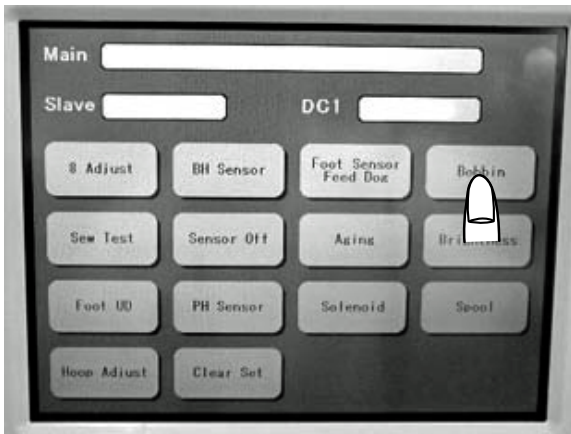 Main
Slave DC1
8 Adjust BH Sensor Foot Sensor Bobbin
Feed Dog
Sew Test Sensor Off Aging Brightness
Foot UD PH Sensor Solenoid Spool
Hoop Adjust Clear Set